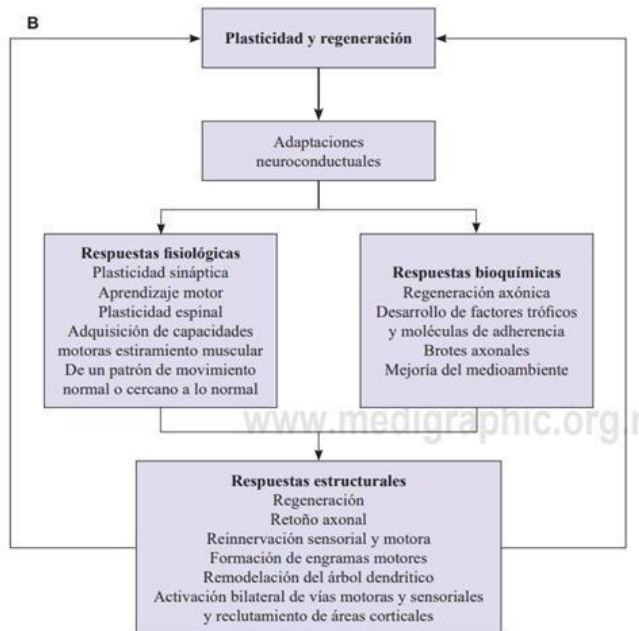 B
Plasticidad y regeneración
Adaptaciones
neuroconductuales
Respuestas fisiológicas
Plasticidad sináptica
Aprendizaje motor
Plasticidad espinal
Adquisición de capacidades
motoras estiramiento muscular
De un patrón de movimiento
normal o cercano a lo normal
Respuestas bioquímicas
Regeneración axónica
Desarrollo de factores tróficos
y moléculas de adherencia
Brotes axonales
Mejoría del medioambiente
www.medigraphic.org.
Respuestas estructurales
Regeneración
Retoño axonal
Reinnervación sensorial y motora
Formación de engramas motores
Remodelación del árbol dendrítico
Activación bilateral de vías motoras y sensoriales
y reclutamiento de áreas corticales